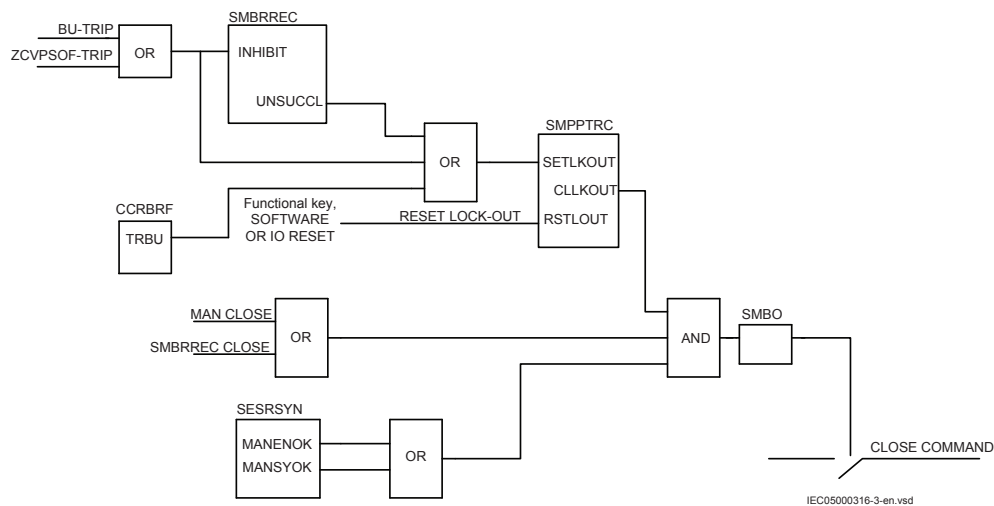 SMBRREC
BU-TRIP
ZCVPSOF-TRIP
OR
INHIBIT
UNSUCCL
SMPPTRC
OR
SETLKOUT
CLLKOUT
RSTLOUT
CCRBRF
TRBU
Functional key,
SOFTWARE
OR IO RESET
RESET LOCK-OUT
MAN CLOSE
SMBRREC CLOSE
OR
AND
SMBO
SESRSYN
MANENOK
MANSYOK
OR
CLOSE COMMAND
IEC05000316-3-en.vsd